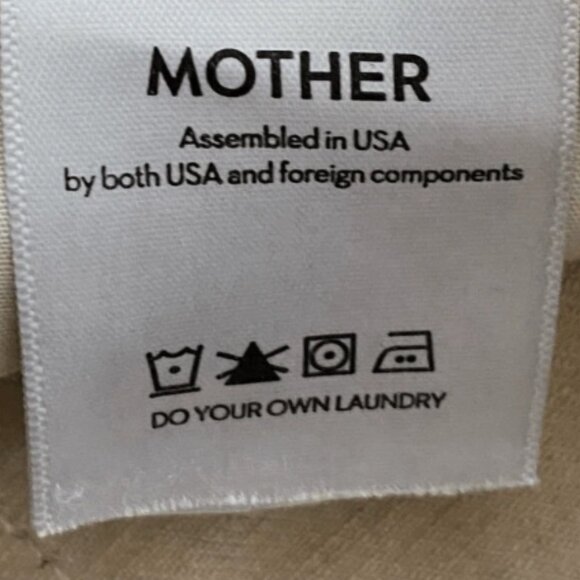 MOTHER
Assembled in USA
by both USA and foreign components
DO YOUR OWN LAUNDRY